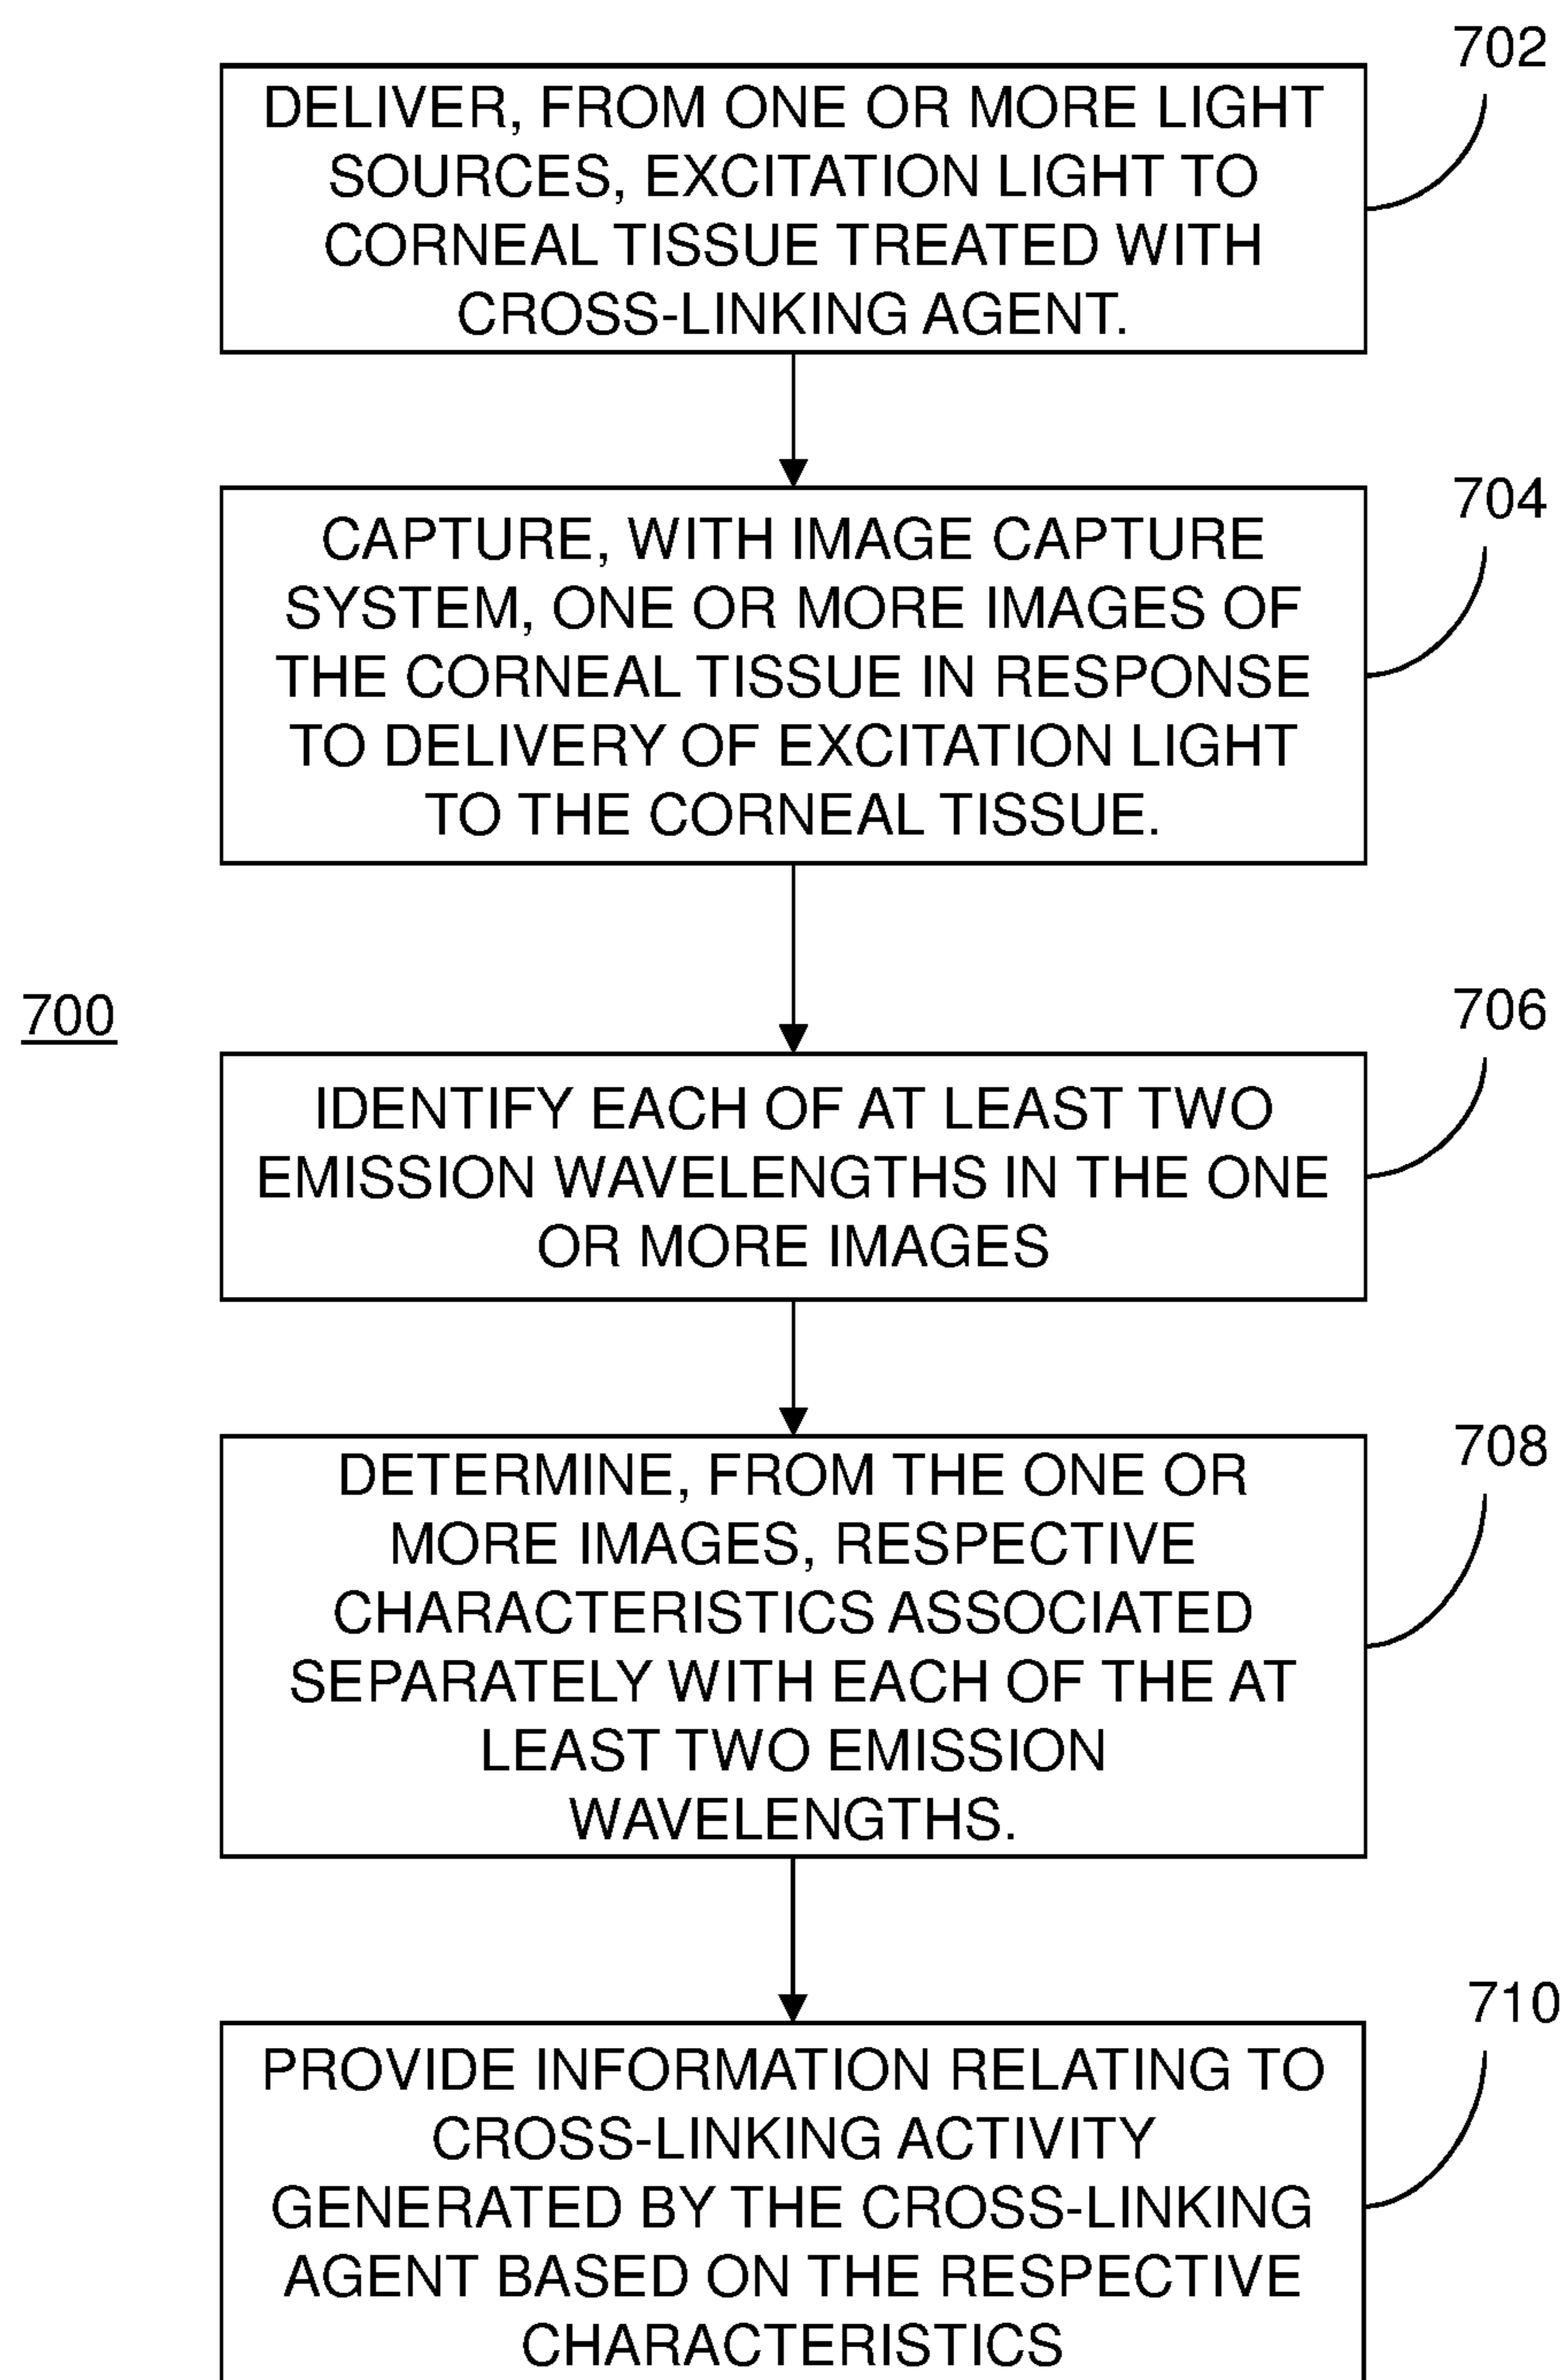 702
DELIVER, FROM ONE OR MORE LIGHT
SOURCES, EXCITATION LIGHT TO
CORNEAL TISSUE TREATED WITH
CROSS-LINKING AGENT.
704
CAPTURE, WITH IMAGE CAPTURE
SYSTEM, ONE OR MORE IMAGES OF
THE CORNEAL TISSUE IN RESPONSE
TO DELIVERY OF EXCITATION LIGHT
TO THE CORNEAL TISSUE.
700
706
IDENTIFY EACH OF AT LEAST TWO
EMISSION WAVELENGTHS IN THE ONE
OR MORE IMAGES
708
DETERMINE, FROM THE ONE OR
MORE IMAGES, RESPECTIVE
CHARACTERISTICS ASSOCIATED
SEPARATELY WITH EACH OF THE AT
LEAST TWO EMISSION
WAVELENGTHS.
710
PROVIDE INFORMATION RELATING TO
CROSS-LINKING ACTIVITY
GENERATED BY THE CROSS-LINKING
AGENT BASED ON THE RESPECTIVE
CHARACTERISTICS